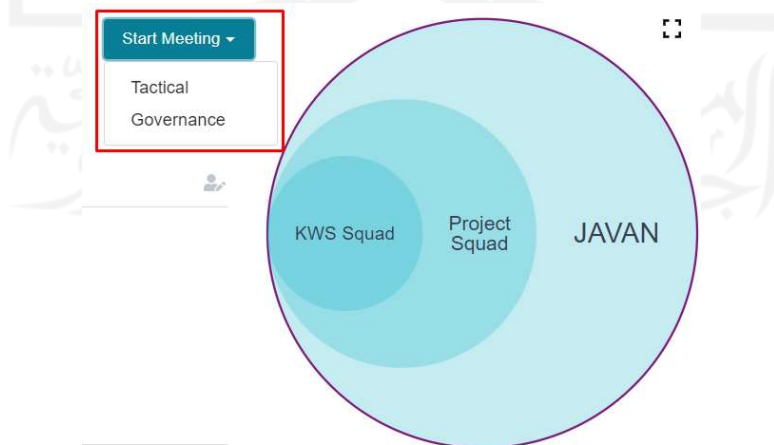 Start Meeting
Tactical
Governance
KWS Squad
Project
Squad
JAVAN